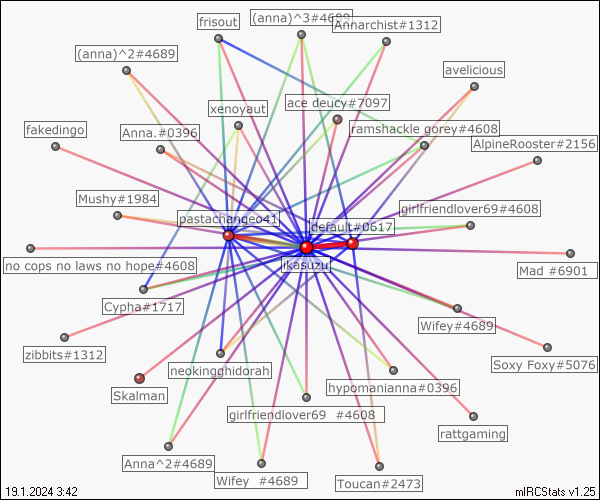 frisout
(anna)^3#4689
Annarchist#1312
(anna)^2#4689
avelicious
xenoyaut
ace deucy#7097
fakedingo
Anna.#0396
ramshackle gorey#4608
AlpineRooster#2156
Mushy#1984
pastachangeo41
default#0617
girlfriendlover69#4608
no cops no laws no hope#4608
ikasuzu
Mad #6901
Cypha#1717
Wifey#4689
zibbits#1312
neokingghidorah
Soxy Foxy#5076
Skalman
hypomanianna#0396
girlfriendlover69 #4608
rattgaming
Anna^2#4689
Wifey #4689
Toucan#2473
19.1.2024 3:42
mIRCStats v1.25